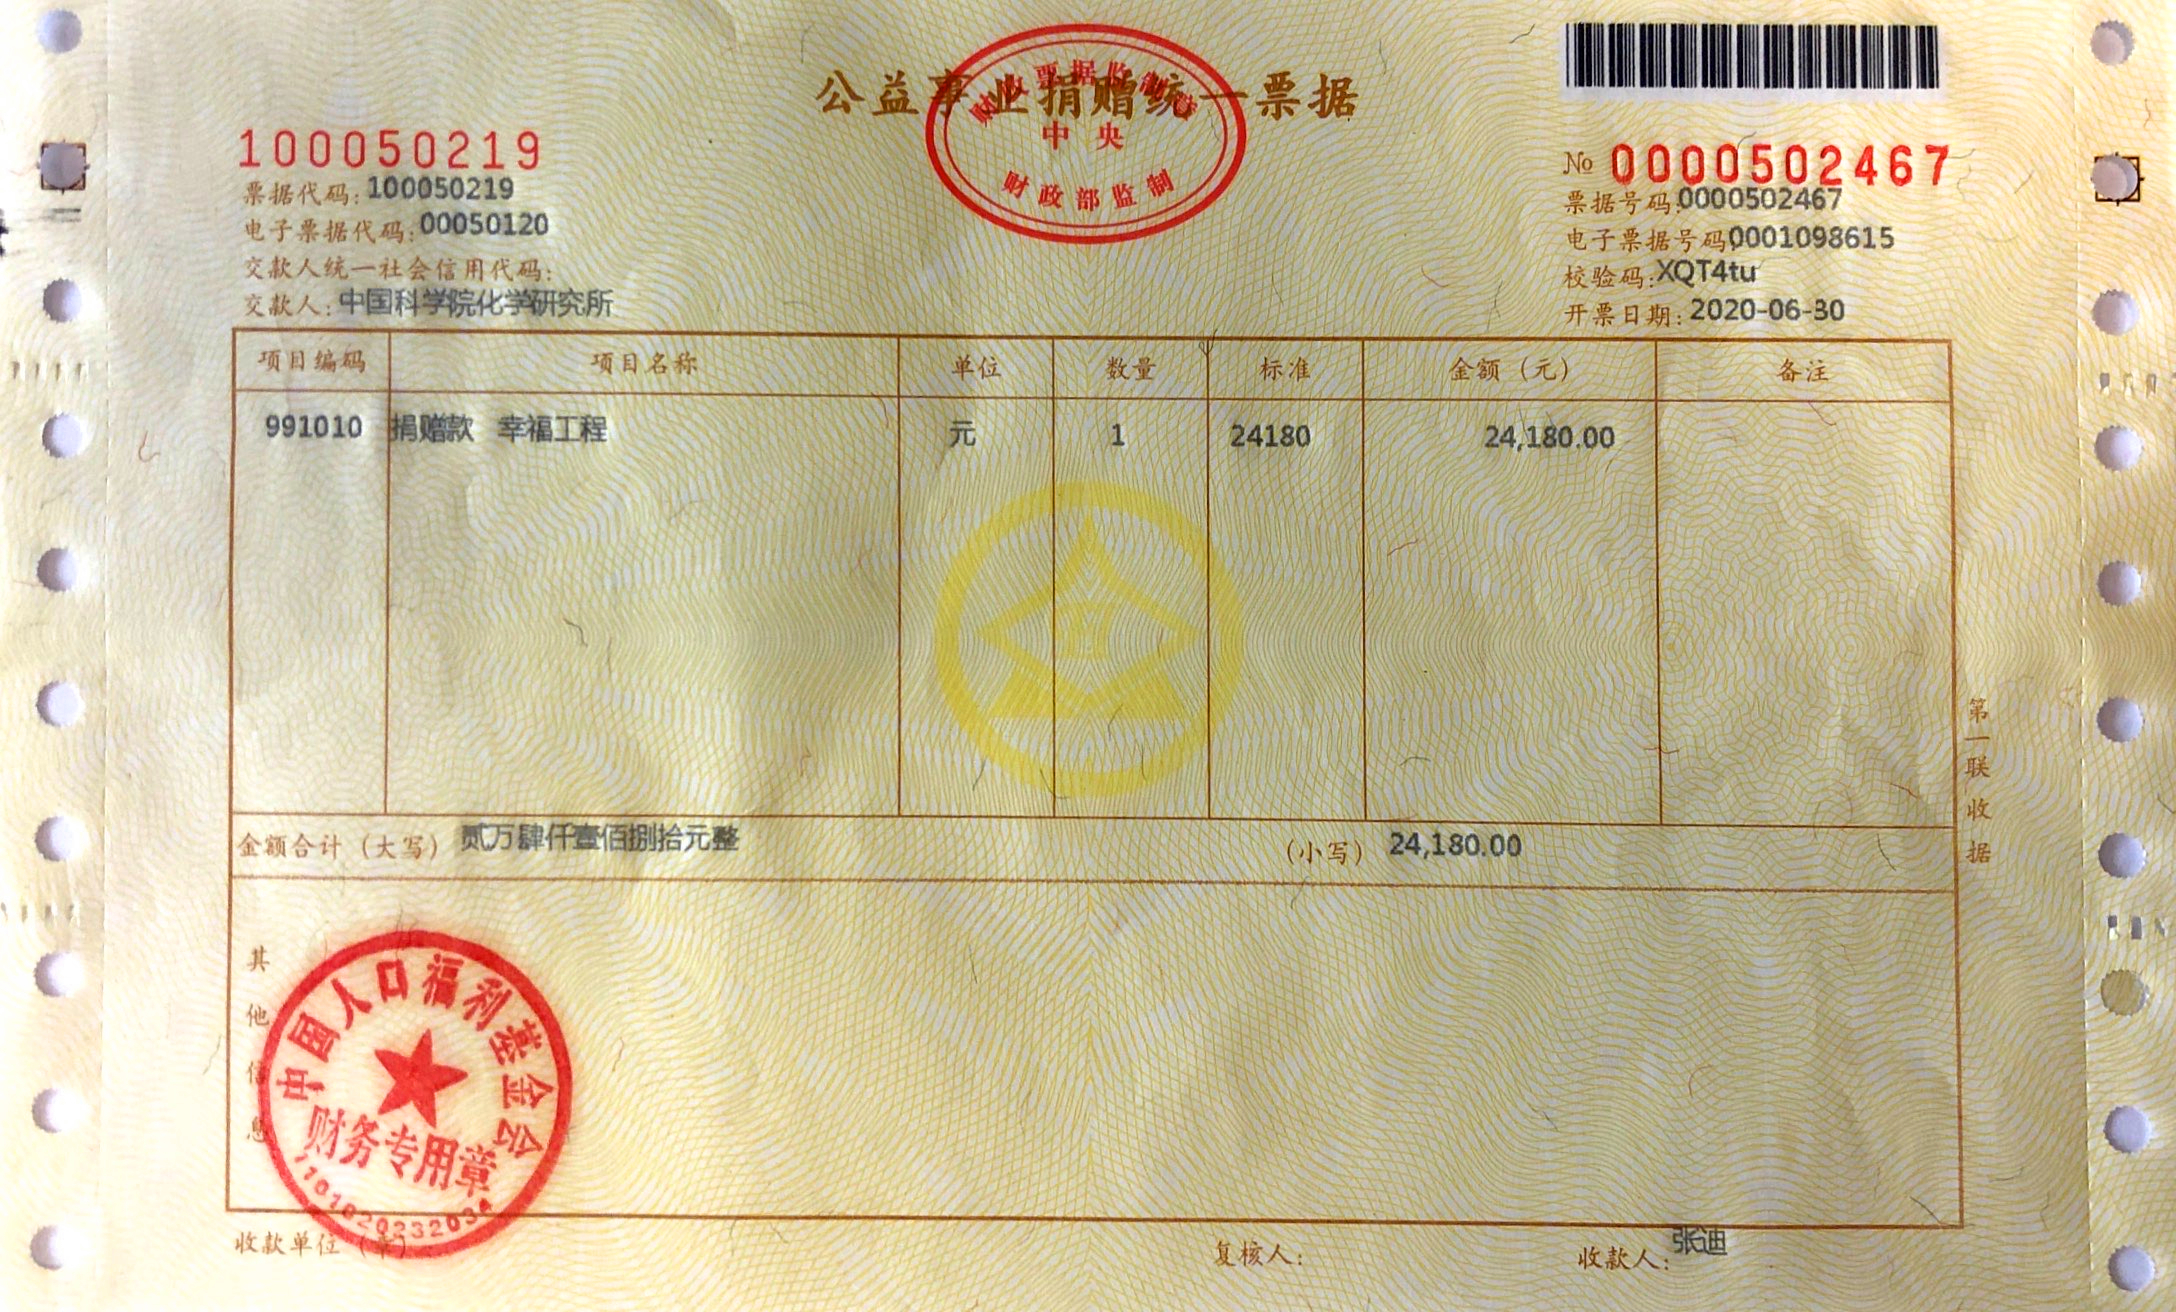 公益事业捐赠统一票据
财政票据监制章
中央
财政部监制
100050219
№ 0000502467
票据代码：100050219
票据号码：0000502467
电子票据代码：00050120
电子票据号码：0001098615
交款人统一社会信用代码：
校验码：XQT4tu
交款人：中国科学院化学研究所
开票日期：2020-06-30
项目编码 项目名称 单位 数量 标准 金额（元） 备注
991010 捐赠款 幸福工程 元 1 24180 24,180.00
金额合计（大写） 贰万肆仟壹佰捌拾元整 （小写） 24,180.00
第一联 收据
其他信息
中国人口福利基金会
财务专用章
1101020232034
收款单位（章）：
复核人：
收款人：张迪